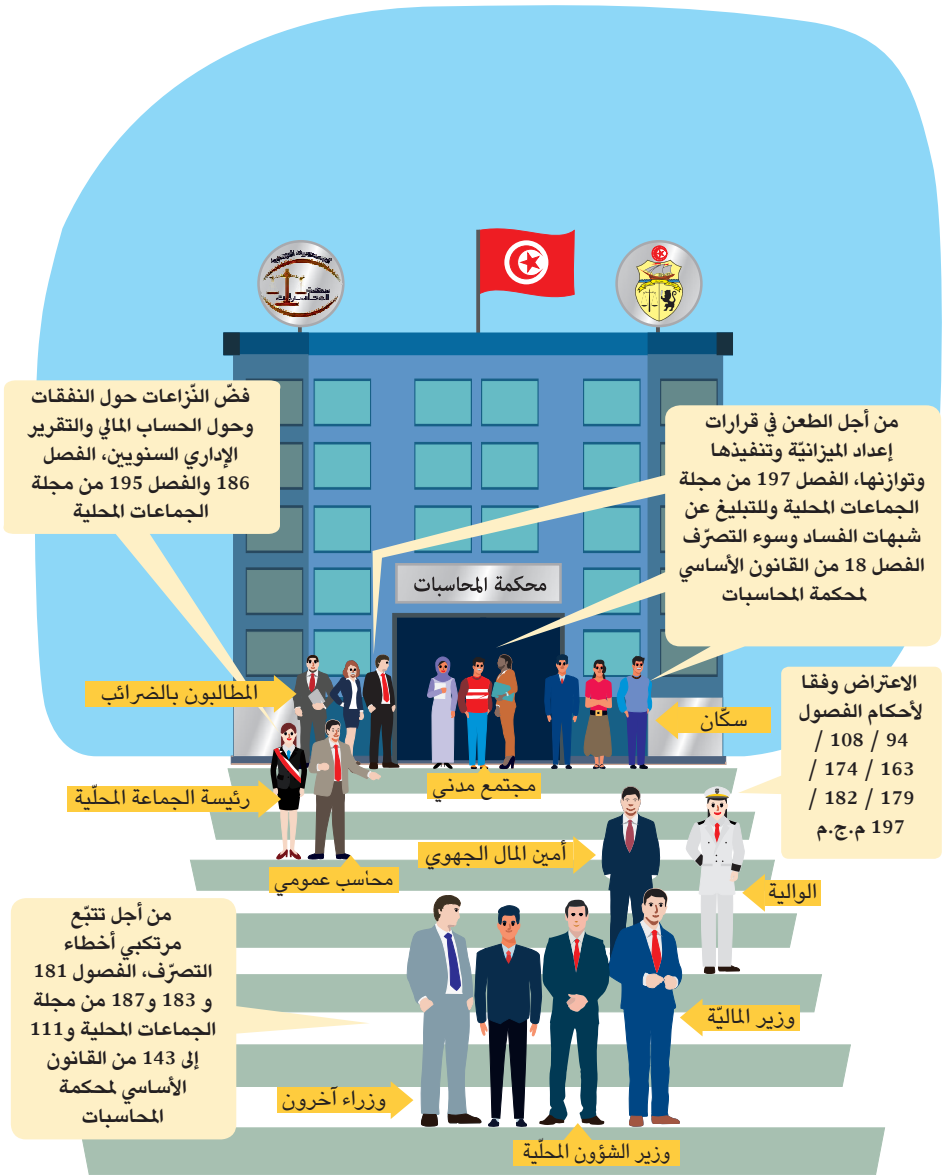 محكمة المحاسبات
فضّ النّزاعات حول النفقات
وحول الحساب المالي والتقرير
الإداري السنويين، الفصل
186 والفصل 195 من مجلة
الجماعات المحلية
من أجل الطعن في قرارات
إعداد الميزانيّة وتنفيذها
وتوازنها، الفصل 197 من مجلة
الجماعات المحلية وللتبليغ عن
شبهات الفساد وسوء التصرّف
الفصل 18 من القانون الأساسي
لمحكمة المحاسبات
محكمة المحاسبات
المطالبون بالضرائب
سكّان
مجتمع مدني
رئيسة الجماعة المحلّية
محاسب عمومي
الاعتراض وفقا
لأحكام الفصول
94 / 108 /
163 / 174 /
179 / 182 /
197 م.ج.م
أمين المال الجهوي
الوالية
من أجل تتبّع
مرتكبي أخطاء
التصرّف، الفصول 181
و 183 و187 من مجلة
الجماعات المحلية و111
إلى 143 من القانون
الأساسي لمحكمة
المحاسبات
وزير الماليّة
وزراء آخرون
وزير الشؤون المحلّية